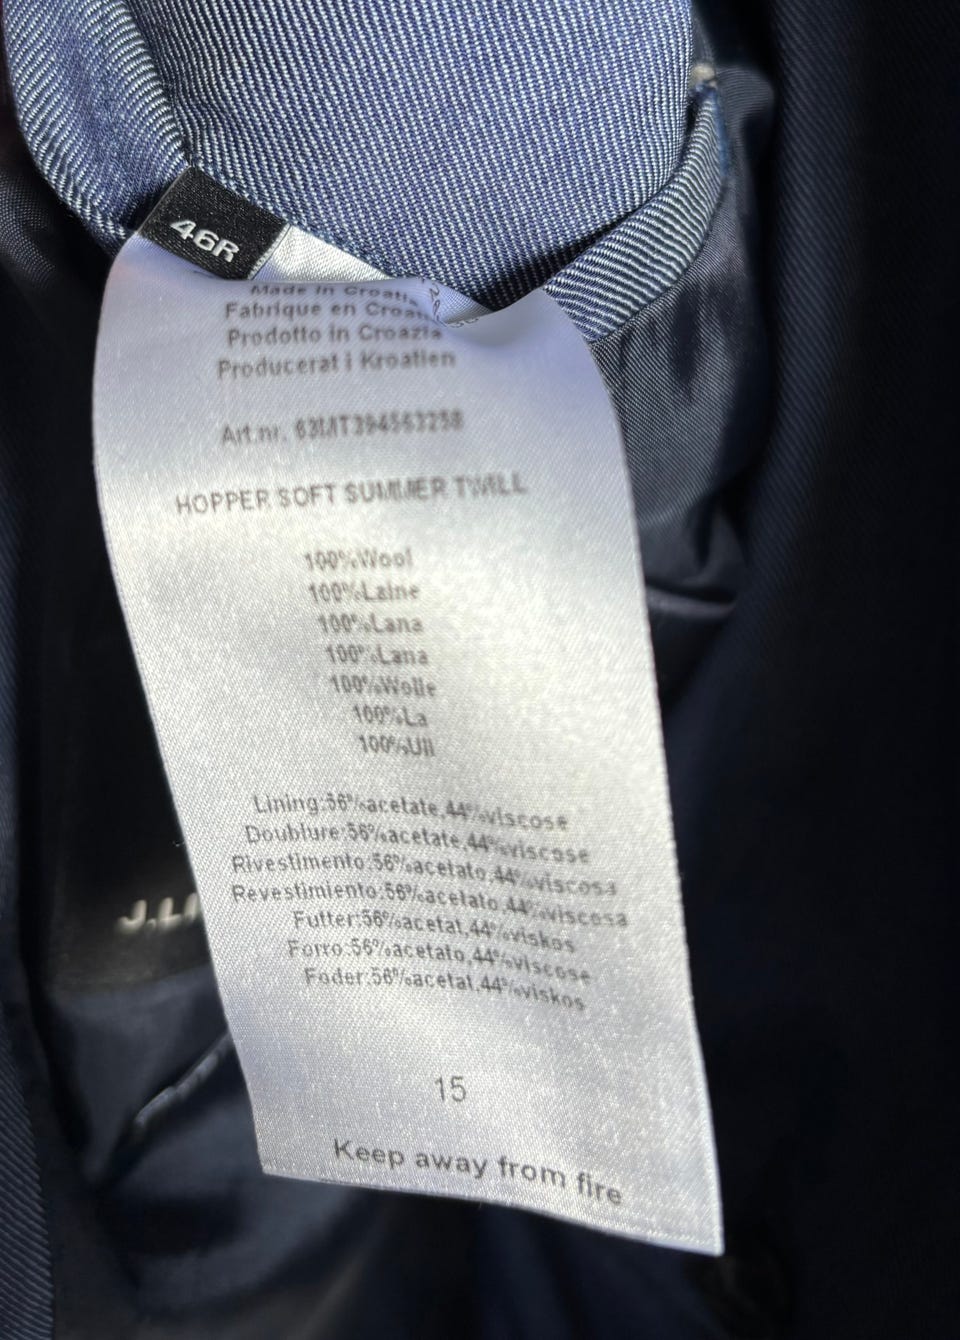 46R
Made in Croatia
Fabrique en Croatie
Prodotto in Croazia
Producerat i Kroatien
Art.nr. 63MT394563258
HOPPER SOFT SUMMER TWILL
100%Wool
100%Laine
100%Lana
100%Lana
100%Wolle
100%La
100%Ull
Lining:56%acetate,44%viscose
Doublure:56%acetate,44%viscose
Rivestimento:56%acetato,44%viscosa
Revestimiento:56%acetato,44%viscosa
Futter:56%acetat,44%viskos
Forro:56%acetato,44%viscose
Foder:56%acetat,44%viskos
J.LI
15
Keep away from fire